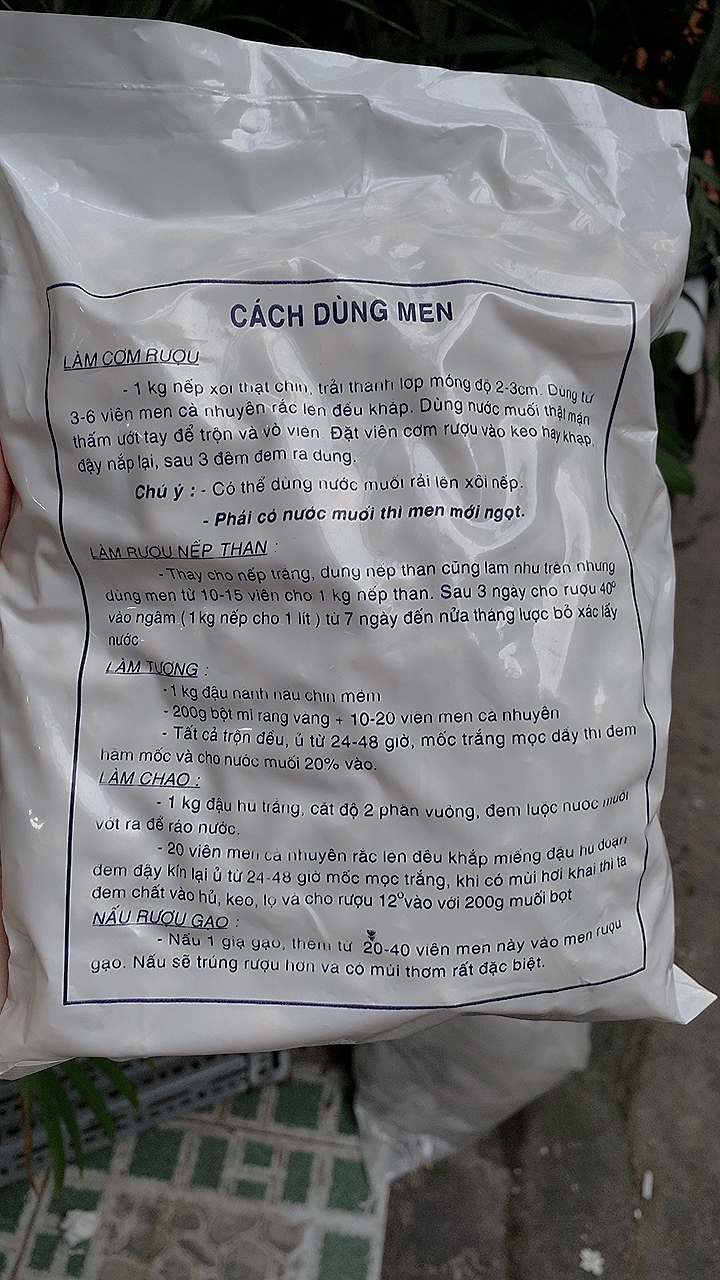 CÁCH DÙNG MEN
LÀM CƠM RƯỢU
- 1 kg nếp xôi thật chín, trải thành lớp mỏng độ 2-3cm. Dùng từ
3-6 viên men cà nhuyễn rắc lên đều khắp. Dùng nước muối thật mặn
thấm ướt tay để trộn và vò viên. Đặt viên cơm rượu vào keo hay khạp,
đậy nắp lại, sau 3 đêm đem ra dùng.
Chú ý : - Có thể dùng nước muối rải lên xôi nếp.
- Phải có nước muối thì men mới ngọt.
LÀM RƯỢU NẾP THAN :
- Thay cho nếp trắng, dùng nếp than cũng làm như trên nhưng
dùng men từ 10-15 viên cho 1 kg nếp than. Sau 3 ngày cho rượu 40°
vào ngâm ( 1kg nếp cho 1 lít ) từ 7 ngày đến nửa tháng lược bỏ xác lấy
nước
LÀM TƯƠNG :
- 1 kg đậu nành nấu chín mềm
- 200g bột mì rang vàng + 10-20 viên men cà nhuyễn
- Tất cả trộn đều, ủ từ 24-48 giờ, mốc trắng mọc dầy thì đem
hãm mốc và cho nước muối 20% vào.
LÀM CHAO :
- 1 kg đậu hủ trắng, cắt độ 2 phân vuông, đem luộc nước muối
vớt ra để ráo nước.
- 20 viên men cà nhuyễn rắc lên đều khắp miếng đậu hủ đoạn
đem đậy kín lại ủ từ 24-48 giờ mốc mọc trắng, khi có mùi hơi khai thì ta
đem chất vào hủ, keo, lọ và cho rượu 12° vào với 200g muối bọt
NẤU RƯỢU GẠO :
- Nấu 1 giạ gạo, thêm từ 20-40 viên men này vào men rượu
gạo. Nấu sẽ trúng rượu hơn và có mùi thơm rất đặc biệt.